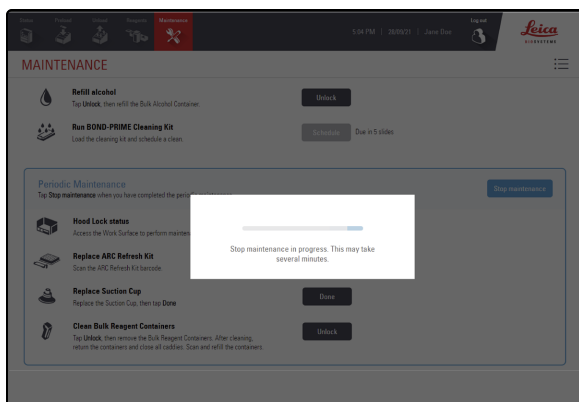 Status Preload Unload Reagents Maintenance
5:04 PM | 28/09/21 | Jane Doe
Log out
Leica
BIOSYSTEMS
MAINTENANCE
Refill alcohol
Tap Unlock, then refill the Bulk Alcohol Container.
Unlock
Run BOND-PRIME Cleaning Kit
Load the cleaning kit and schedule a clean.
Schedule
Due in 5 slides
Periodic Maintenance
Tap Stop maintenance when you have completed the
Stop maintenance
Hood Lock status
Access the Work Surface to perform
Stop maintenance in progress. This may take
several minutes.
Replace ARC Refresh Kit
Scan the ARC Refresh Kit barcode.
Replace Suction Cup
Replace the Suction Cup, then tap Done
Done
Clean Bulk Reagent Containers
Tap Unlock, then remove the Bulk Reagent Containers. After cleaning,
return the containers and close all caddies. Scan and refill the containers.
Unlock